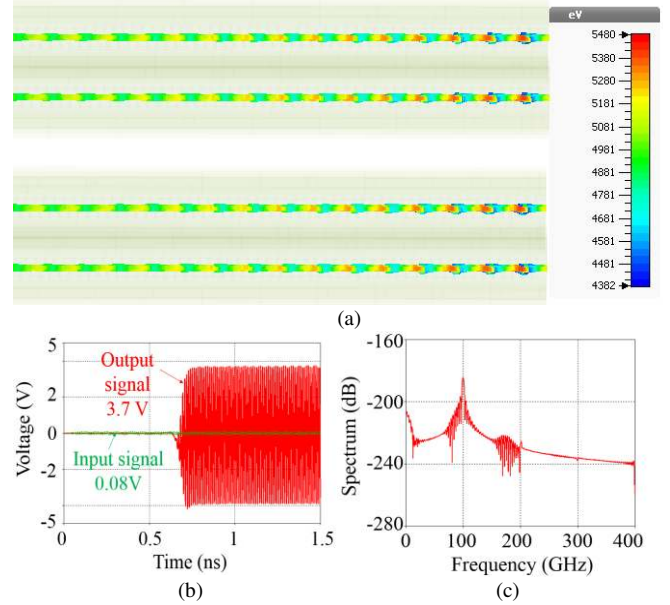 eV
5480
5380
5280
5181
5081
4981
4881
4781
4681
4581
4481
4382
(a)
5
2
0
-2
-5
Voltage (V)
Output
signal
3.7 V
Input signal
0.08V
0
0.5
1
1.5
Time (ns)
(b)
-160
-200
-240
-280
Spectrum (dB)
0
100
200
300
400
Frequency (GHz)
(c)